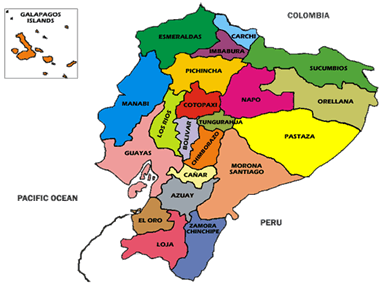 GALAPAGOS
ISLANDS
COLOMBIA
ESMERALDAS
CARCHI
IMBABURA
PICHINCHA
SUCUMBIOS
MANABI
COTOPAXI
NAPO
ORELLANA
LOS RIOS
BOLIVAR
TUNGURAHUA
PASTAZA
GUAYAS
CHIMBORAZO
MORONA
SANTIAGO
CAÑAR
PACIFIC OCEAN
AZUAY
PERU
EL ORO
ZAMORA
CHINCHIPE
LOJA